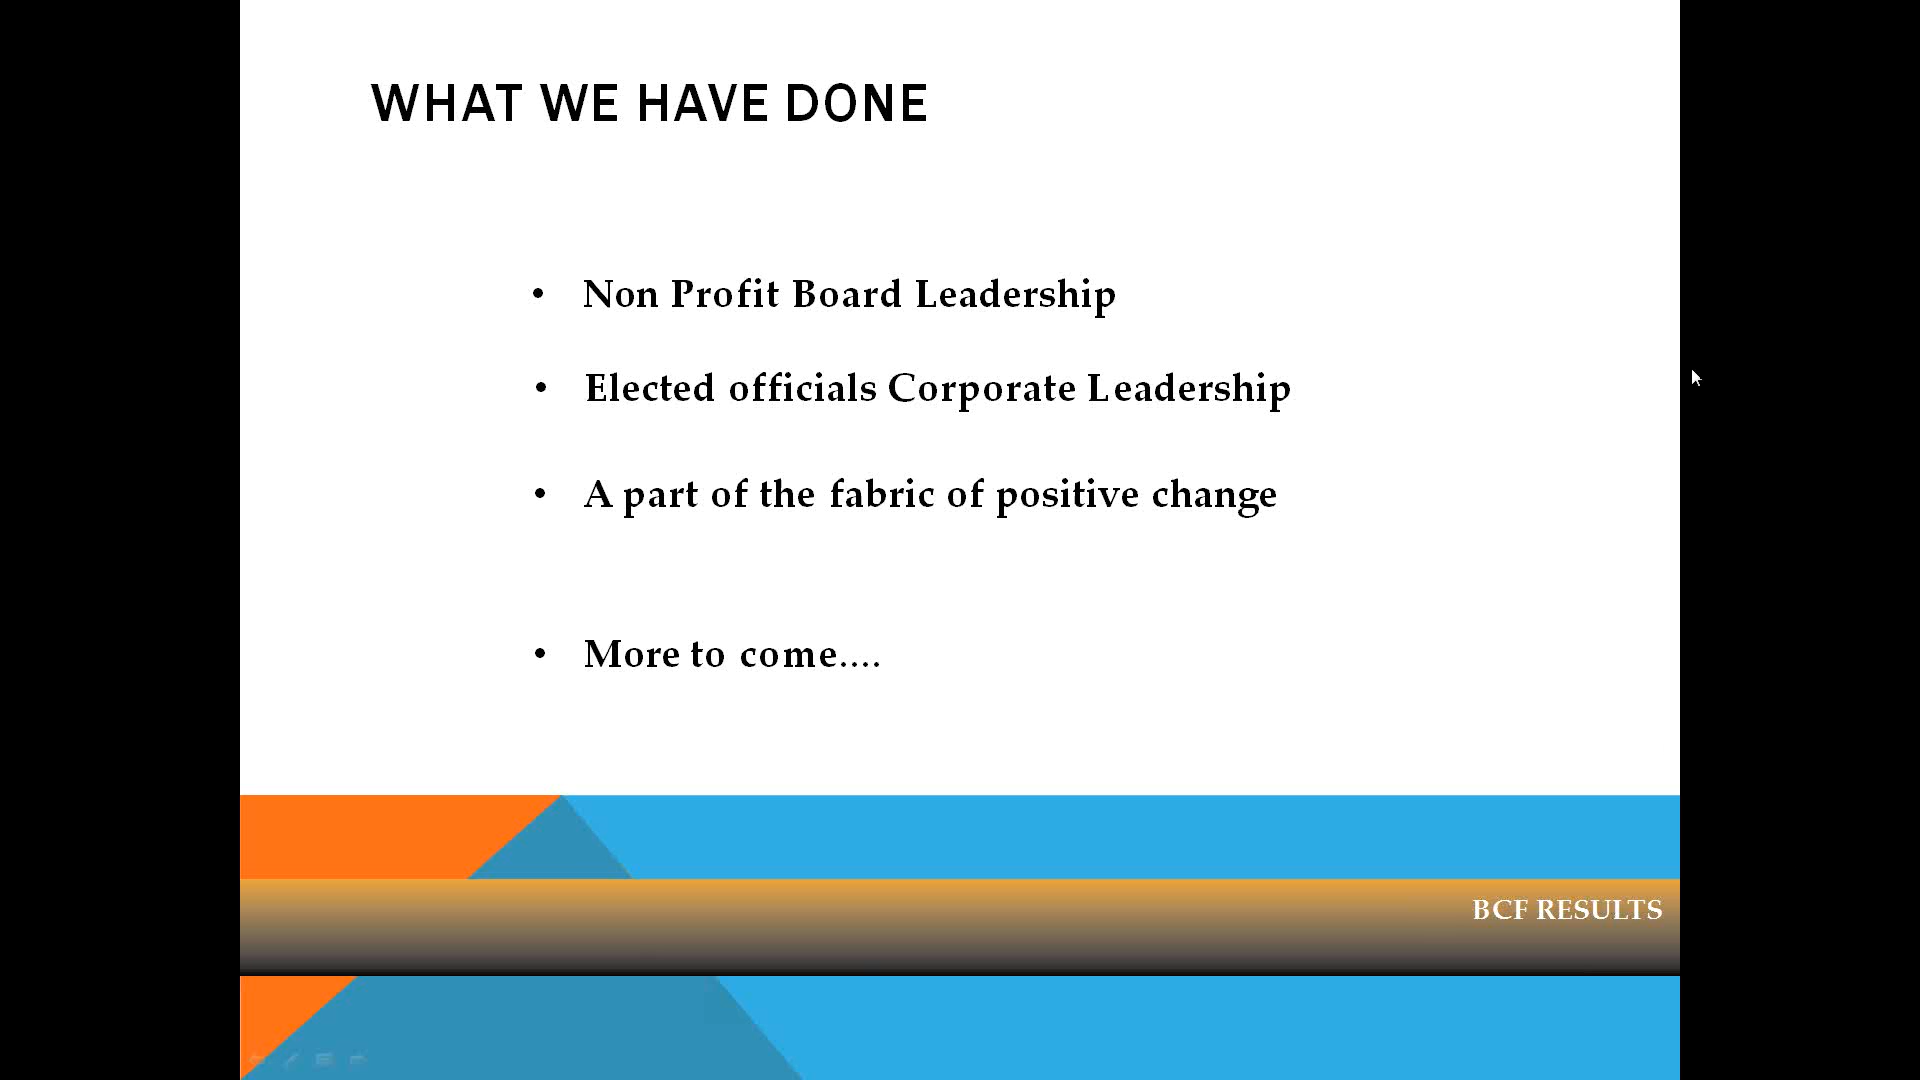 WHAT WE HAVE DONE
• Non Profit Board Leadership
• Elected officials Corporate Leadership
• A part of the fabric of positive change
• More to come....
BCF RESULTS